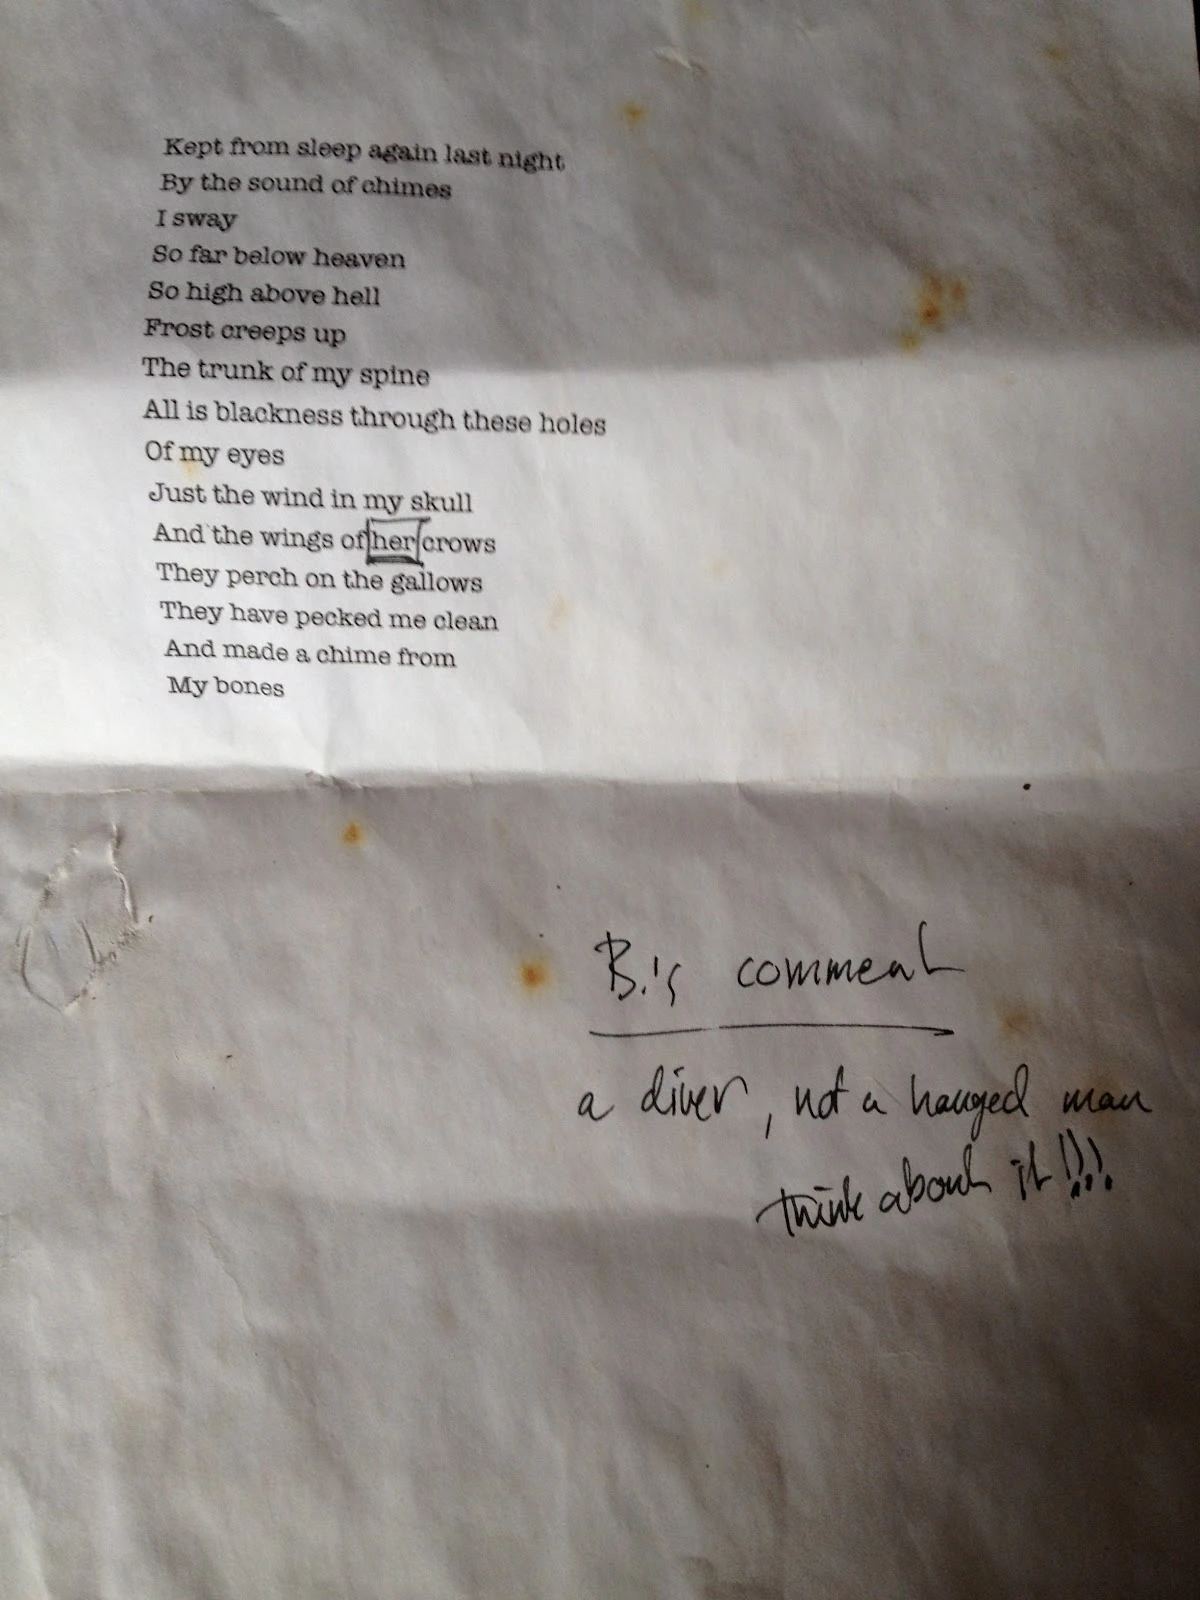 Kept from sleep again last night
By the sound of chimes
I sway
So far below heaven
So high above hell
Frost creeps up
The trunk of my spine
All is blackness through these holes
Of my eyes
Just the wind in my skull
And the wings of her crows
They perch on the gallows
They have pecked me clean
And made a chime from
My bones
B.'s comment
a diver, not a hanged man
think about it!!!